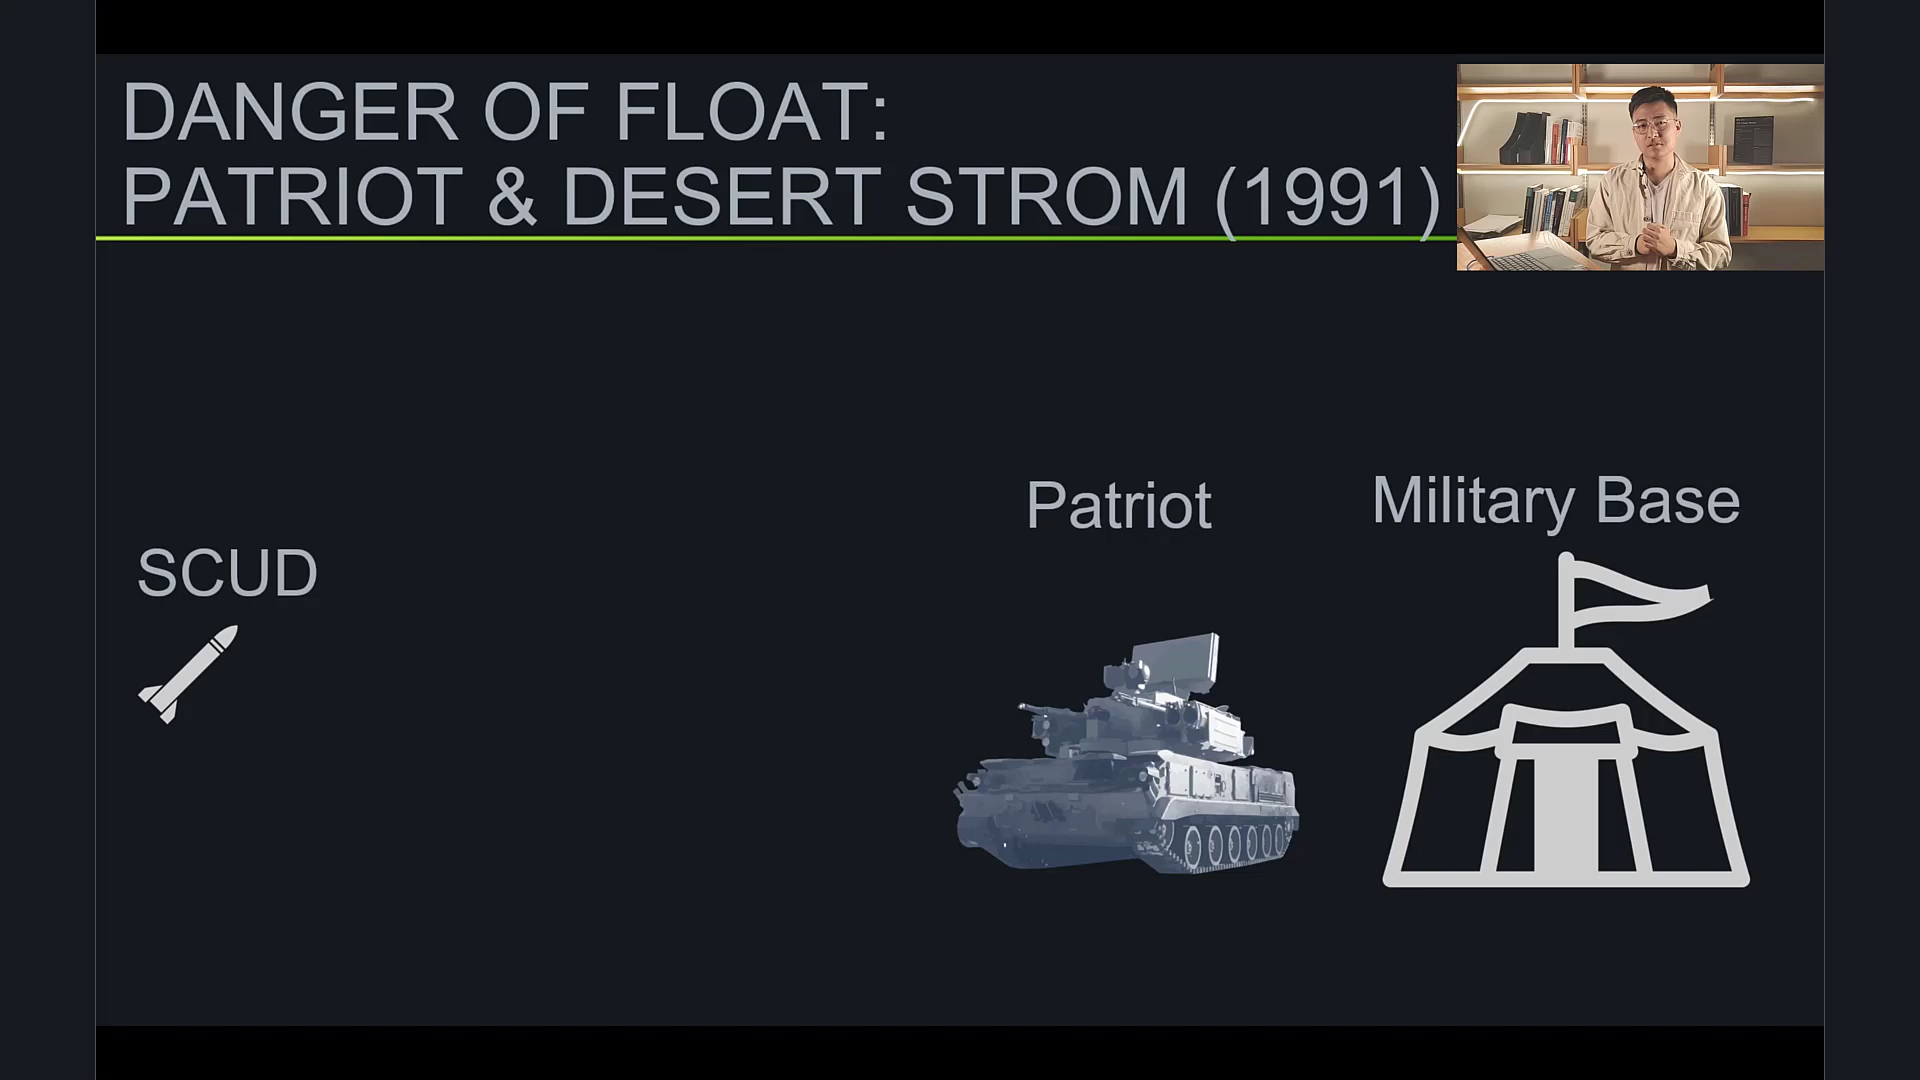 DANGER OF FLOAT:
PATRIOT & DESERT STROM (1991)
Patriot
Military Base
SCUD